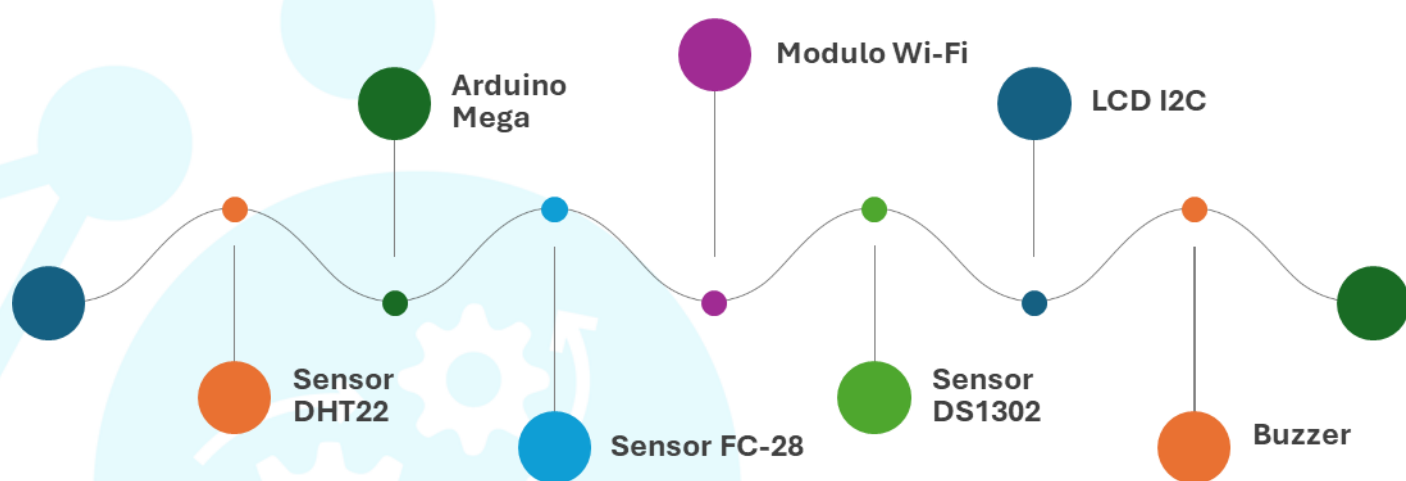 Modulo Wi-Fi
Arduino
Mega
LCD I2C
Sensor
DHT22
Sensor FC-28
Sensor
DS1302
Buzzer